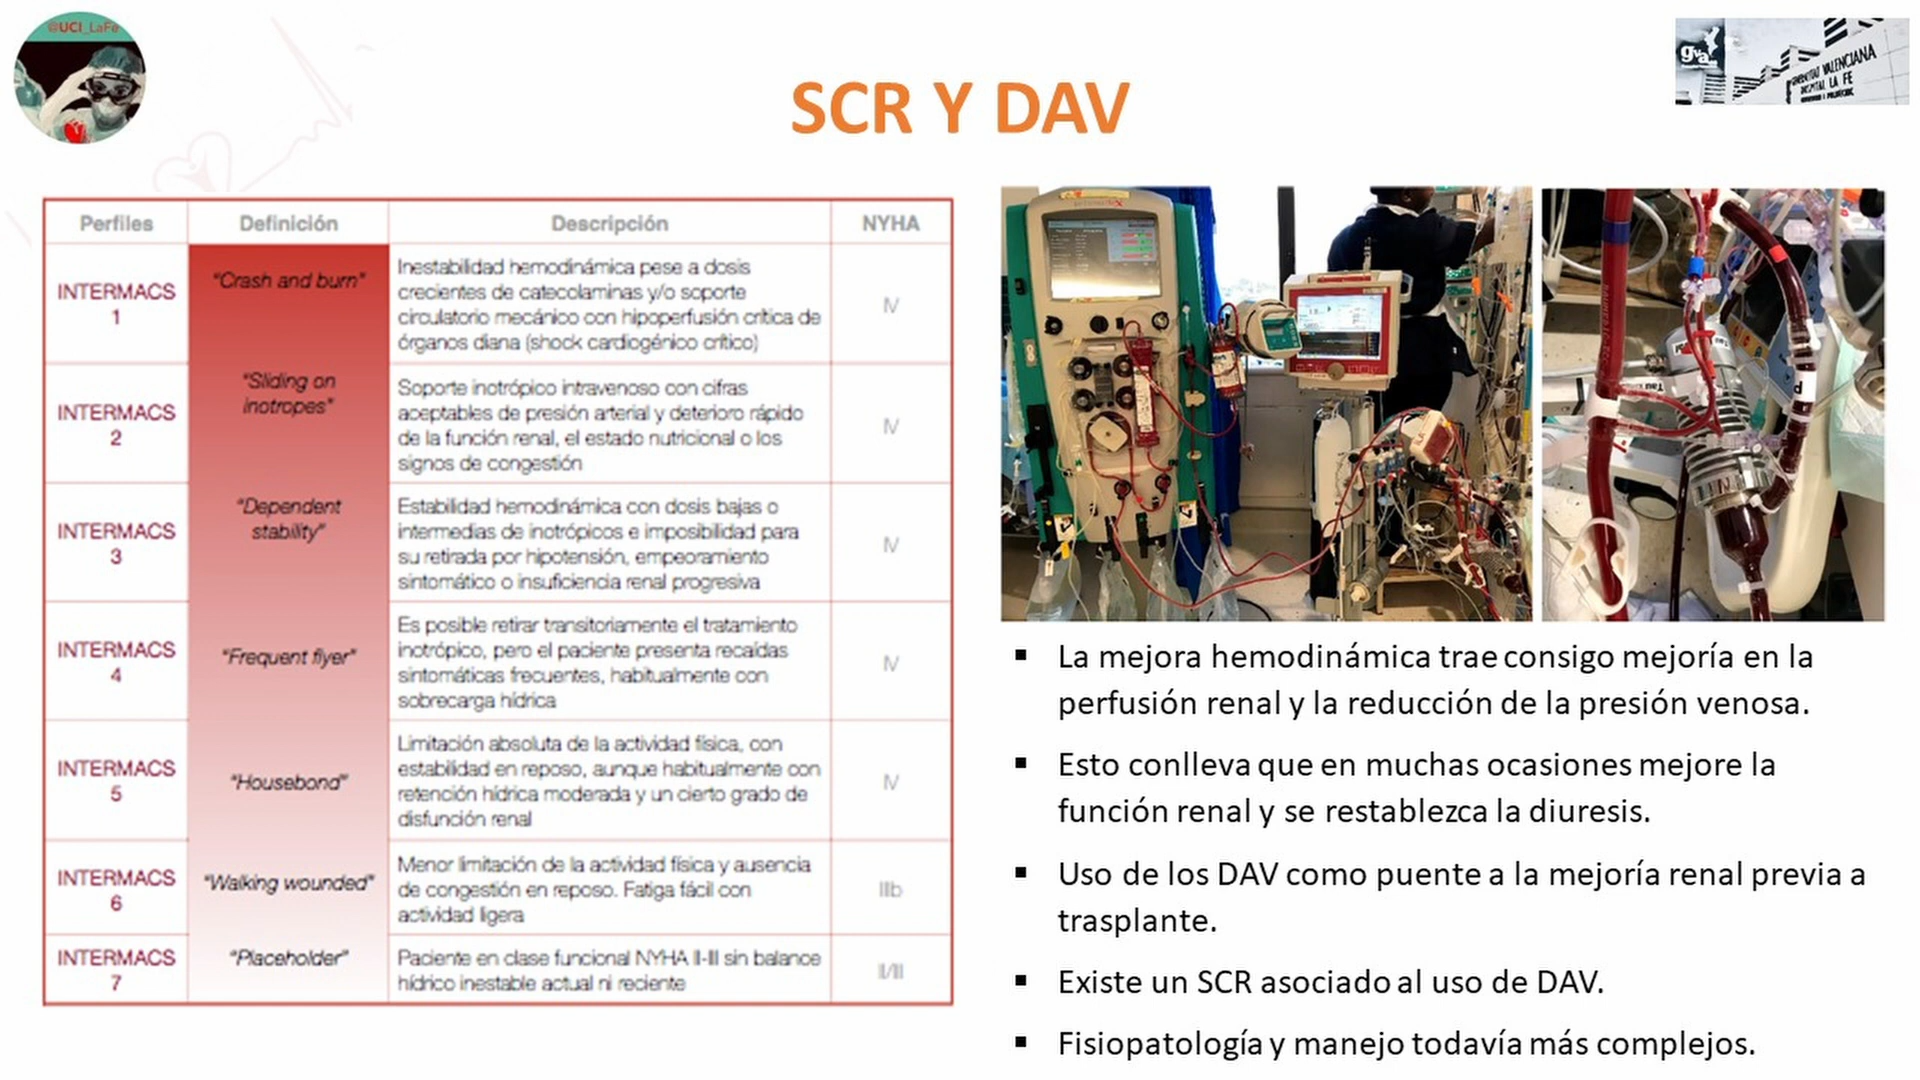 @UCI_LaFe
gva
GENERALITAT VALENCIANA
HOSPITAL LA FE
SCR Y DAV
Perfiles Definición Descripción NYHA
INTERMACS 1 "Crash and burn" Inestabilidad hemodinámica pese a dosis
crecientes de catecolaminas y/o soporte
circulatorio mecánico con hipoperfusión crítica de
órganos diana (shock cardiogénico crítico) IV
INTERMACS 2 "Sliding on inotropes" Soporte inotrópico intravenoso con cifras
aceptables de presión arterial y deterioro rápido
de la función renal, el estado nutricional o los
signos de congestión IV
INTERMACS 3 "Dependent stability" Estabilidad hemodinámica con dosis bajas o
intermedias de inotrópicos e imposibilidad para
su retirada por hipotensión, empeoramiento
sintomático o insuficiencia renal progresiva IV
INTERMACS 4 "Frequent flyer" Es posible retirar transitoriamente el tratamiento
inotrópico, pero el paciente presenta recaídas
sintomáticas frecuentes, habitualmente con
sobrecarga hídrica IV
INTERMACS 5 "Housebond" Limitación absoluta de la actividad física, con
estabilidad en reposo, aunque habitualmente con
retención hídrica moderada y un cierto grado de
disfunción renal IV
INTERMACS 6 "Walking wounded" Menor limitación de la actividad física y ausencia
de congestión en reposo. Fatiga fácil con
actividad ligera IIIb
INTERMACS 7 "Placeholder" Paciente en clase funcional NYHA II-III sin balance
hídrico inestable actual ni reciente II/III
▪ La mejora hemodinámica trae consigo mejoría en la
perfusión renal y la reducción de la presión venosa.
▪ Esto conlleva que en muchas ocasiones mejore la
función renal y se restablezca la diuresis.
▪ Uso de los DAV como puente a la mejoría renal previa a
trasplante.
▪ Existe un SCR asociado al uso de DAV.
▪ Fisiopatología y manejo todavía más complejos.